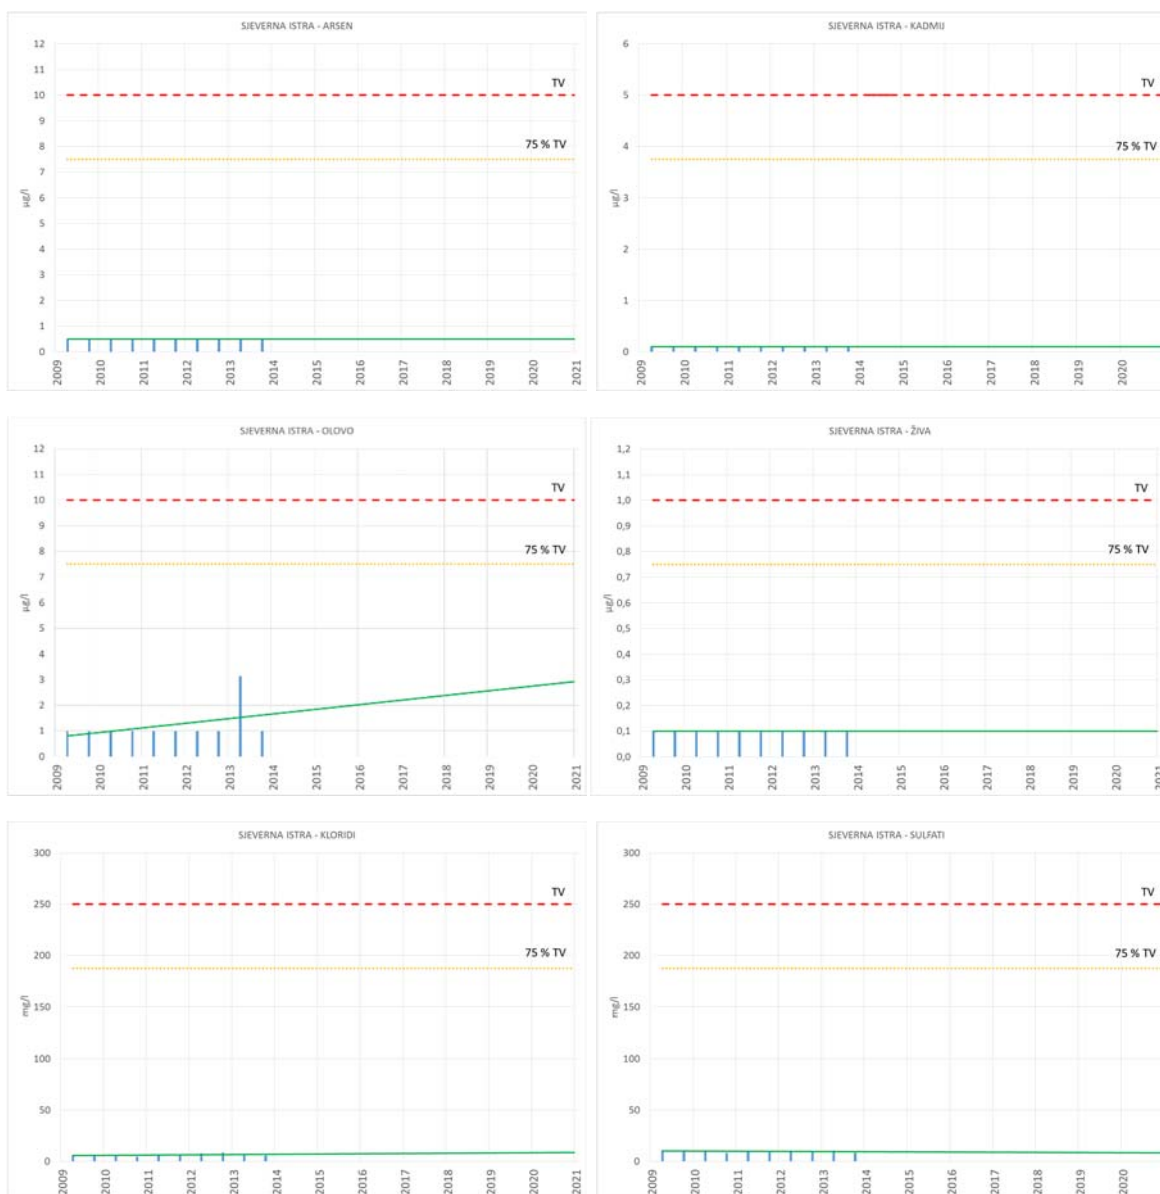 SJEVERNA ISTRA - ARSEN
12
11
10
9
8
7
6
5
4
3
2
1
0
µg/l
TV
75 % TV
2009 2010 2011 2012 2013 2014 2015 2016 2017 2018 2019 2020 2021
SJEVERNA ISTRA - KADMIJ
6
5
4
3
2
1
0
µg/l
TV
75 % TV
2009 2010 2011 2012 2013 2014 2015 2016 2017 2018 2019 2020
SJEVERNA ISTRA - OLOVO
12
11
10
9
8
7
6
5
4
3
2
1
0
µg/l
TV
75 % TV
2009 2010 2011 2012 2013 2014 2015 2016 2017 2018 2019 2020 2021
SJEVERNA ISTRA - ŽIVA
1,2
1,1
1,0
0,9
0,8
0,7
0,6
0,5
0,4
0,3
0,2
0,1
0,0
µg/l
TV
75 % TV
2009 2010 2011 2012 2013 2014 2015 2016 2017 2018 2019 2020 2021
SJEVERNA ISTRA - KLORIDI
300
250
200
150
100
50
0
mg/l
TV
75 % TV
2009 2010 2011 2012 2013 2014 2015 2016 2017 2018 2019 2020 2021
SJEVERNA ISTRA - SULFATI
300
250
200
150
100
50
0
mg/l
TV
75 % TV
2009 2010 2011 2012 2013 2014 2015 2016 2017 2018 2019 2020